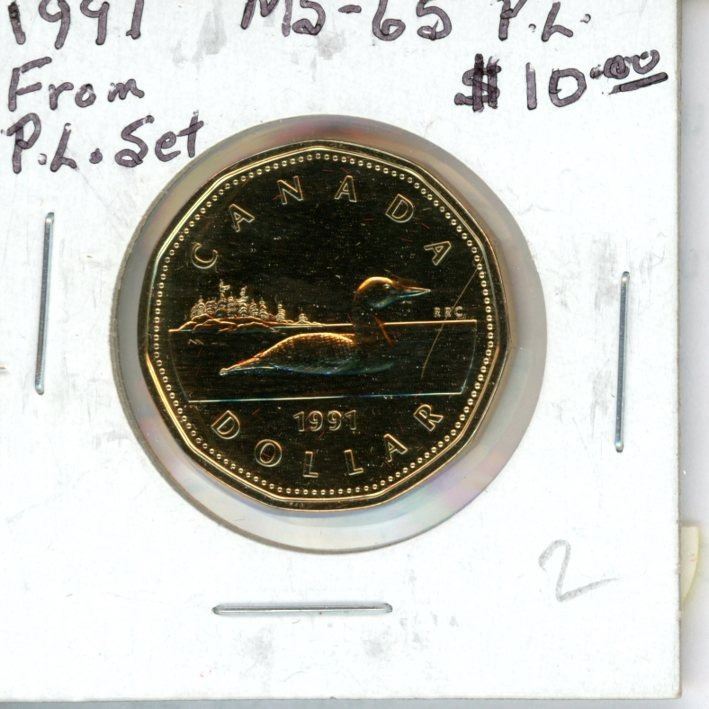 1991 MS-65 P.L.
From $10.00
P.L. Set
CANADA
RRC
1991
DOLLAR
2